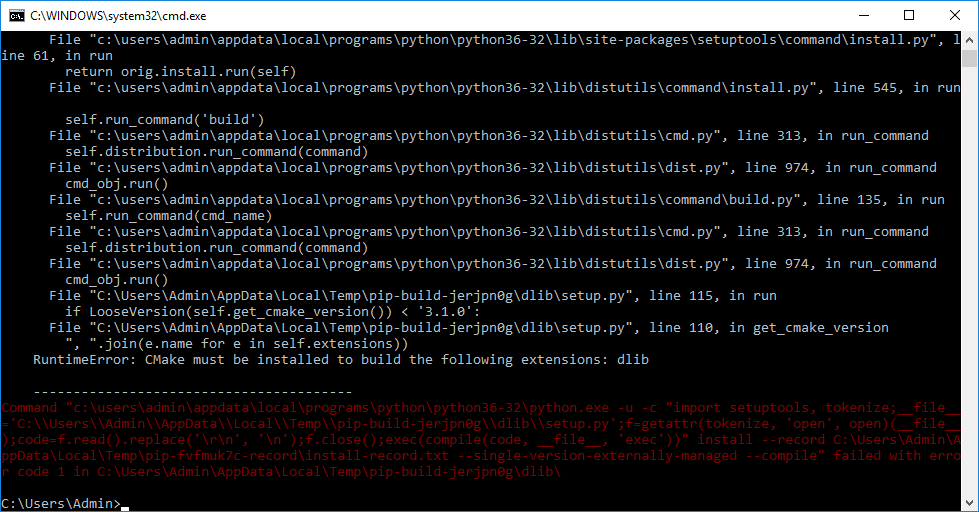 C:\WINDOWS\system32\cmd.exe
File "c:\users\admin\appdata\local\programs\python\python36-32\lib\site-packages\setuptools\command\install.py", l
ine 61, in run
return orig.install.run(self)
File "c:\users\admin\appdata\local\programs\python\python36-32\lib\distutils\command\install.py", line 545, in run
self.run_command('build')
File "c:\users\admin\appdata\local\programs\python\python36-32\lib\distutils\cmd.py", line 313, in run_command
self.distribution.run_command(command)
File "c:\users\admin\appdata\local\programs\python\python36-32\lib\distutils\dist.py", line 974, in run_command
cmd_obj.run()
File "c:\users\admin\appdata\local\programs\python\python36-32\lib\distutils\command\build.py", line 135, in run
self.run_command(cmd_name)
File "c:\users\admin\appdata\local\programs\python\python36-32\lib\distutils\cmd.py", line 313, in run_command
self.distribution.run_command(command)
File "c:\users\admin\appdata\local\programs\python\python36-32\lib\distutils\dist.py", line 974, in run_command
cmd_obj.run()
File "C:\Users\Admin\AppData\Local\Temp\pip-build-jerjpn0g\dlib\setup.py", line 115, in run
if LooseVersion(self.get_cmake_version()) < '3.1.0':
File "C:\Users\Admin\AppData\Local\Temp\pip-build-jerjpn0g\dlib\setup.py", line 110, in get_cmake_version
", ".join(e.name for e in self.extensions))
RuntimeError: CMake must be installed to build the following extensions: dlib
----------------------------------------
Command "c:\users\admin\appdata\local\programs\python\python36-32\python.exe -u -c "import setuptools, tokenize;__file__
='C:\\Users\\Admin\\AppData\\Local\\Temp\\pip-build-jerjpn0g\\dlib\\setup.py';f=getattr(tokenize, 'open', open)(__file__
);code=f.read().replace('\r\n', '\n');f.close();exec(compile(code, __file__, 'exec'))" install --record C:\Users\Admin\A
ppData\Local\Temp\pip-fvfmuk7c-record\install-record.txt --single-version-externally-managed --compile" failed with erro
r code 1 in C:\Users\Admin\AppData\Local\Temp\pip-build-jerjpn0g\dlib\
C:\Users\Admin>